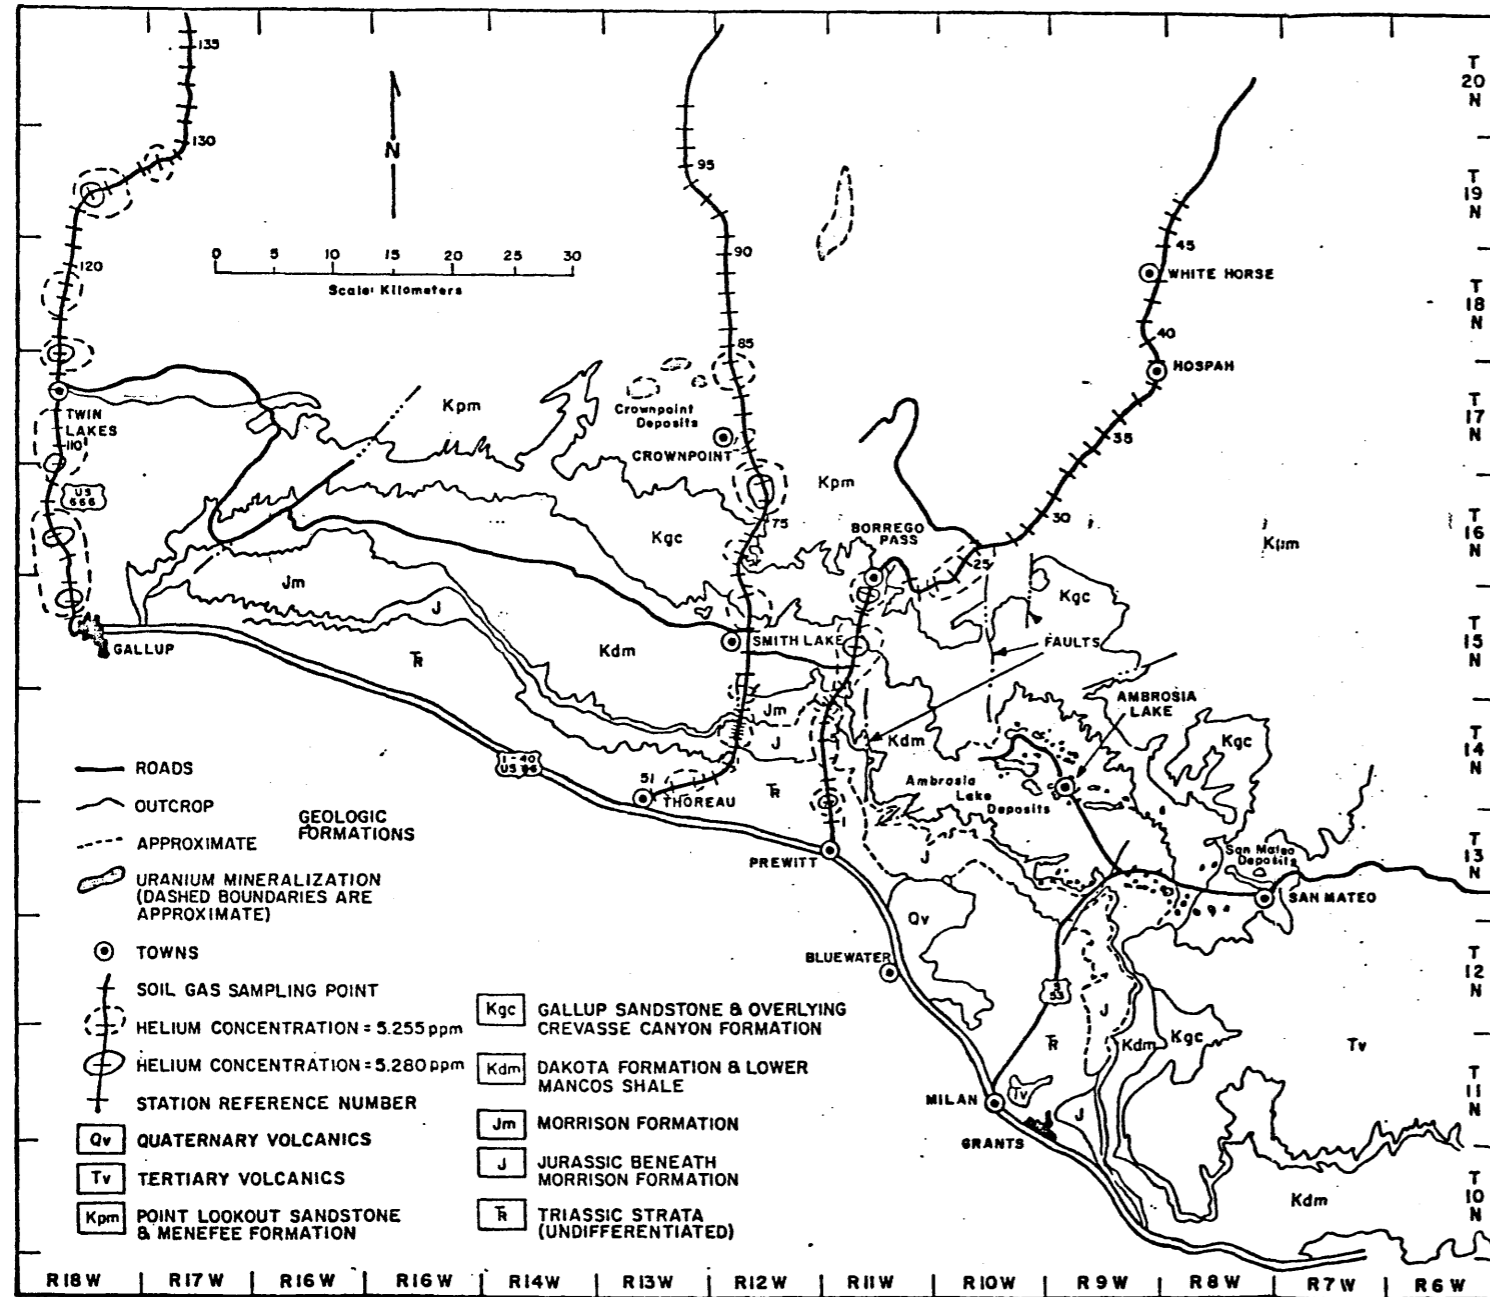 135
130
N
120
0 5 10 15 20 25 30
Scale: Kilometers
95
90
85
45
WHITE HORSE
40
HOSPAH
35
30
25
T
20
N
T
19
N
T
18
N
T
17
N
T
16
N
T
15
N
T
14
N
T
13
N
T
12
N
T
11
N
T
10
N
TWIN
LAKES
110
US
666
Kpm
Crownpoint
Deposits
CROWNPOINT
Kpm
75
Kgc
BORREGO
PASS
Kpm
Kgc
Jm
J
GALLUP
Kdm
SMITH LAKE
FAULTS
TR
Jm
J
Kdm
AMBROSIA
LAKE
Kgc
I-40
US 66
51
THOREAU
TR
Ambrosia
Lake
Deposits
PREWITT
J
San Mateo
Deposits
SAN MATEO
Qv
BLUEWATER
53
J
TR
Kdm
Kgc
Tv
Tv
MILAN
J
GRANTS
Kdm
ROADS
OUTCROP
GEOLOGIC
FORMATIONS
APPROXIMATE
URANIUM MINERALIZATION
(DASHED BOUNDARIES ARE
APPROXIMATE)
TOWNS
SOIL GAS SAMPLING POINT
HELIUM CONCENTRATION = 5.255 ppm
HELIUM CONCENTRATION = 5.280 ppm
STATION REFERENCE NUMBER
Qv QUATERNARY VOLCANICS
Tv TERTIARY VOLCANICS
Kpm POINT LOOKOUT SANDSTONE
& MENEFEE FORMATION
Kgc GALLUP SANDSTONE & OVERLYING
CREVASSE CANYON FORMATION
Kdm DAKOTA FORMATION & LOWER
MANCOS SHALE
Jm MORRISON FORMATION
J JURASSIC BENEATH
MORRISON FORMATION
TR TRIASSIC STRATA
(UNDIFFERENTIATED)
R18W R17W R16W R16W R14W R13W R12W R11W R10W R9W R8W R7W R6W